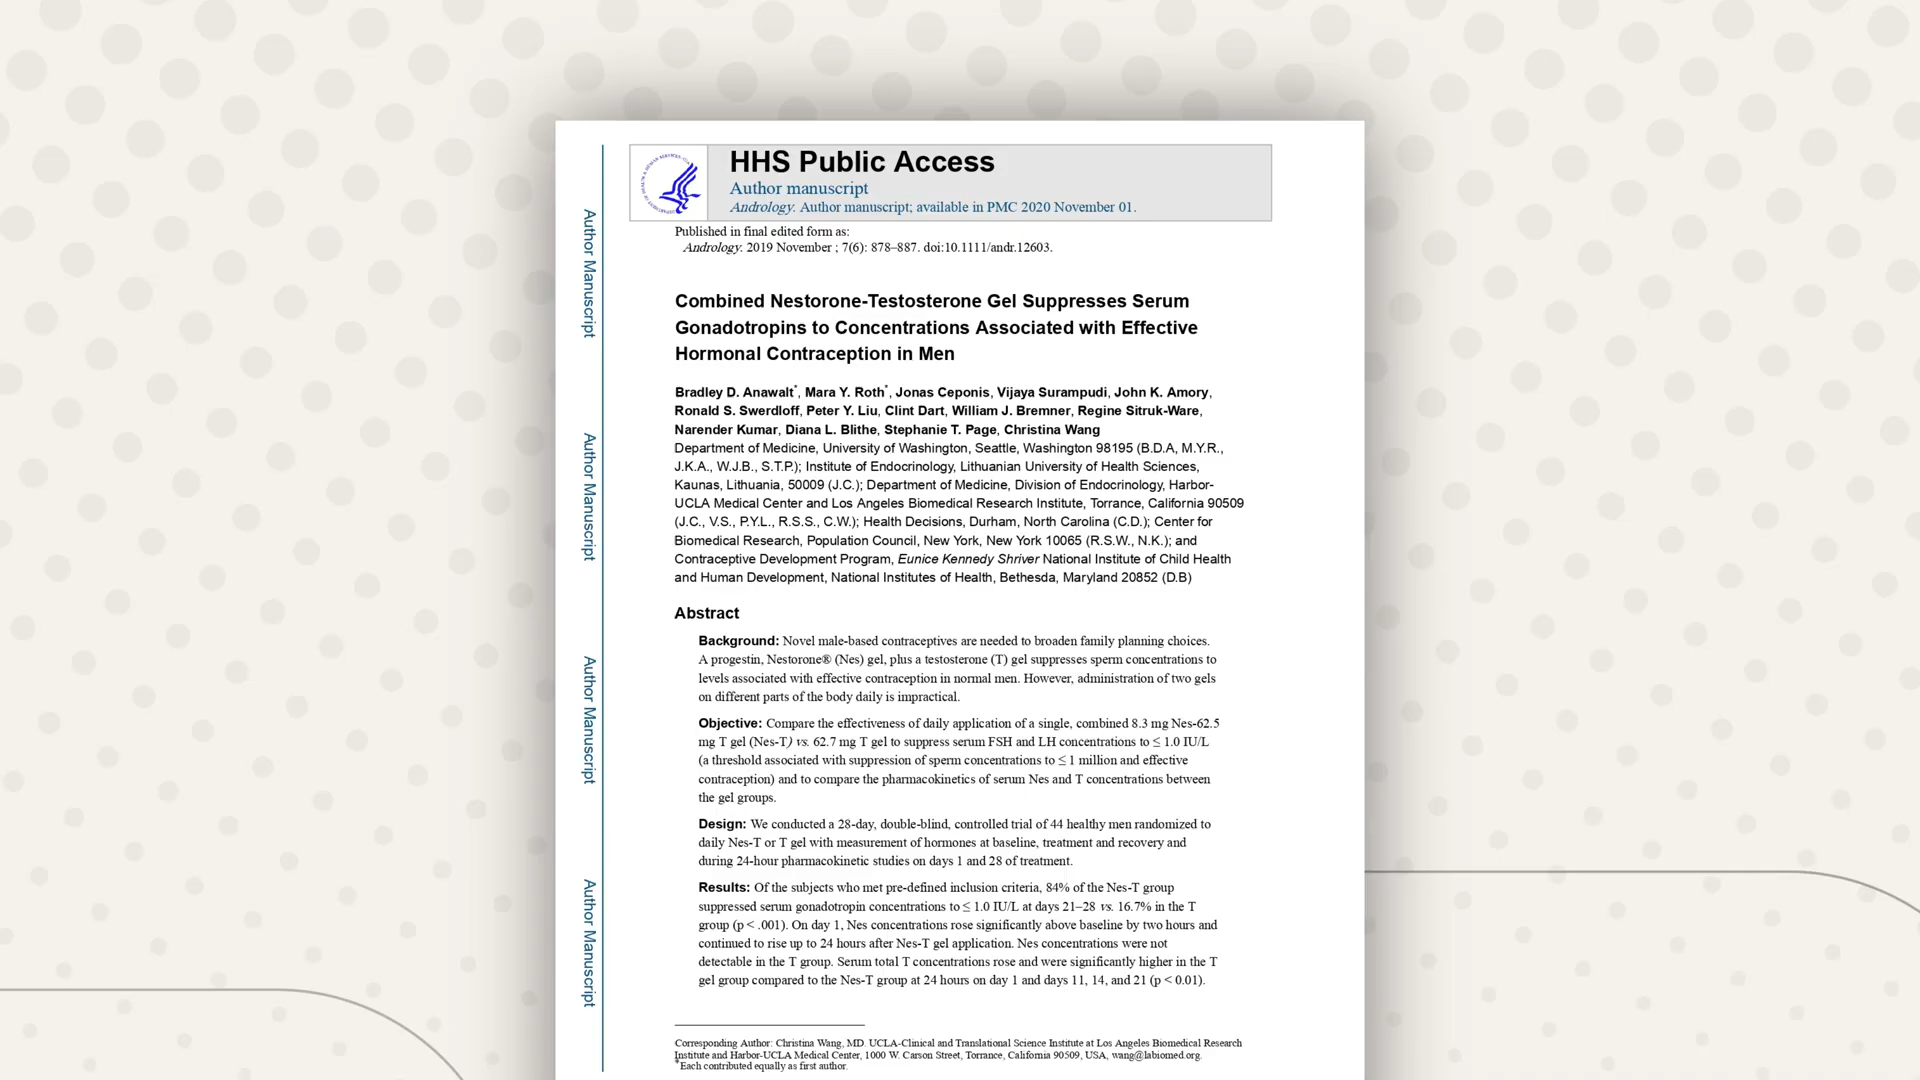 HHS Public Access
Author manuscript
Andrology. Author manuscript; available in PMC 2020 November 01.
Published in final edited form as:
Andrology. 2019 November ; 7(6): 878–887. doi:10.1111/andr.12603.
Combined Nestorone-Testosterone Gel Suppresses Serum
Gonadotropins to Concentrations Associated with Effective
Hormonal Contraception in Men
Bradley D. Anawalt*, Mara Y. Roth*, Jonas Ceponis, Vijaya Surampudi, John K. Amory,
Ronald S. Swerdloff, Peter Y. Liu, Clint Dart, William J. Bremner, Regine Sitruk-Ware,
Narender Kumar, Diana L. Blithe, Stephanie T. Page, Christina Wang
Department of Medicine, University of Washington, Seattle, Washington 98195 (B.D.A, M.Y.R.,
J.K.A., W.J.B., S.T.P.); Institute of Endocrinology, Lithuanian University of Health Sciences,
Kaunas, Lithuania, 50009 (J.C.); Department of Medicine, Division of Endocrinology, Harbor-
UCLA Medical Center and Los Angeles Biomedical Research Institute, Torrance, California 90509
(J.C., V.S., P.Y.L., R.S.S., C.W.); Health Decisions, Durham, North Carolina (C.D.); Center for
Biomedical Research, Population Council, New York, New York 10065 (R.S.W., N.K.); and
Contraceptive Development Program, Eunice Kennedy Shriver National Institute of Child Health
and Human Development, National Institutes of Health, Bethesda, Maryland 20852 (D.B)
Abstract
Background: Novel male-based contraceptives are needed to broaden family planning choices.
A progestin, Nestorone® (Nes) gel, plus a testosterone (T) gel suppresses sperm concentrations to
levels associated with effective contraception in normal men. However, administration of two gels
on different parts of the body daily is impractical.
Objective: Compare the effectiveness of daily application of a single, combined 8.3 mg Nes-62.5
mg T gel (Nes-T) vs. 62.7 mg T gel to suppress serum FSH and LH concentrations to ≤ 1.0 IU/L
(a threshold associated with suppression of sperm concentrations to ≤ 1 million and effective
contraception) and to compare the pharmacokinetics of serum Nes and T concentrations between
the gel groups.
Design: We conducted a 28-day, double-blind, controlled trial of 44 healthy men randomized to
daily Nes-T or T gel with measurement of hormones at baseline, treatment and recovery and
during 24-hour pharmacokinetic studies on days 1 and 28 of treatment.
Results: Of the subjects who met pre-defined inclusion criteria, 84% of the Nes-T group
suppressed serum gonadotropin concentrations to ≤ 1.0 IU/L at days 21–28 vs. 16.7% in the T
group (p < .001). On day 1, Nes concentrations rose significantly above baseline by two hours and
continued to rise up to 24 hours after Nes-T gel application. Nes concentrations were not
detectable in the T group. Serum total T concentrations rose and were significantly higher in the T
gel group compared to the Nes-T group at 24 hours on day 1 and days 11, 14, and 21 (p < 0.01).
Corresponding Author: Christina Wang, MD. UCLA-Clinical and Translational Science Institute at Los Angeles Biomedical Research
Institute and Harbor-UCLA Medical Center, 1000 W. Carson Street, Torrance, California 90509, USA, wang@labiomed.org.
*Each contributed equally as first author.
Author Manuscript
Author Manuscript
Author Manuscript
Author Manuscript